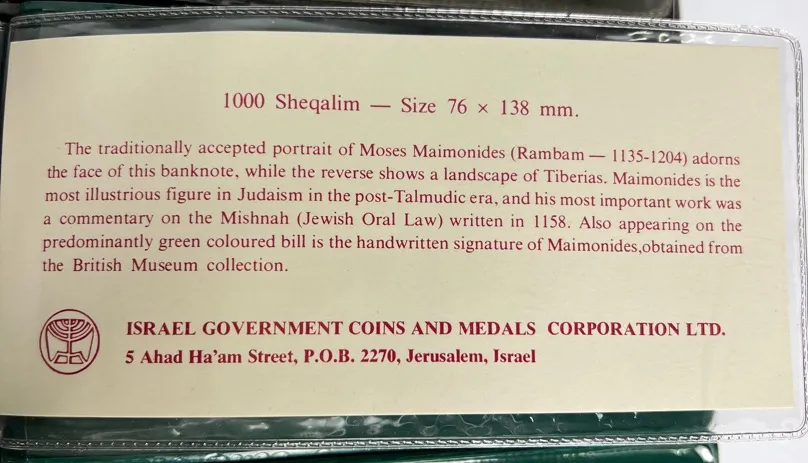 1000 Sheqalim — Size 76 × 138 mm.
The traditionally accepted portrait of Moses Maimonides (Rambam — 1135-1204) adorns
the face of this banknote, while the reverse shows a landscape of Tiberias. Maimonides is the
most illustrious figure in Judaism in the post-Talmudic era, and his most important work was
a commentary on the Mishnah (Jewish Oral Law) written in 1158. Also appearing on the
predominantly green coloured bill is the handwritten signature of Maimonides,obtained from
the British Museum collection.
ISRAEL GOVERNMENT COINS AND MEDALS CORPORATION LTD.
5 Ahad Ha'am Street, P.O.B. 2270, Jerusalem, Israel